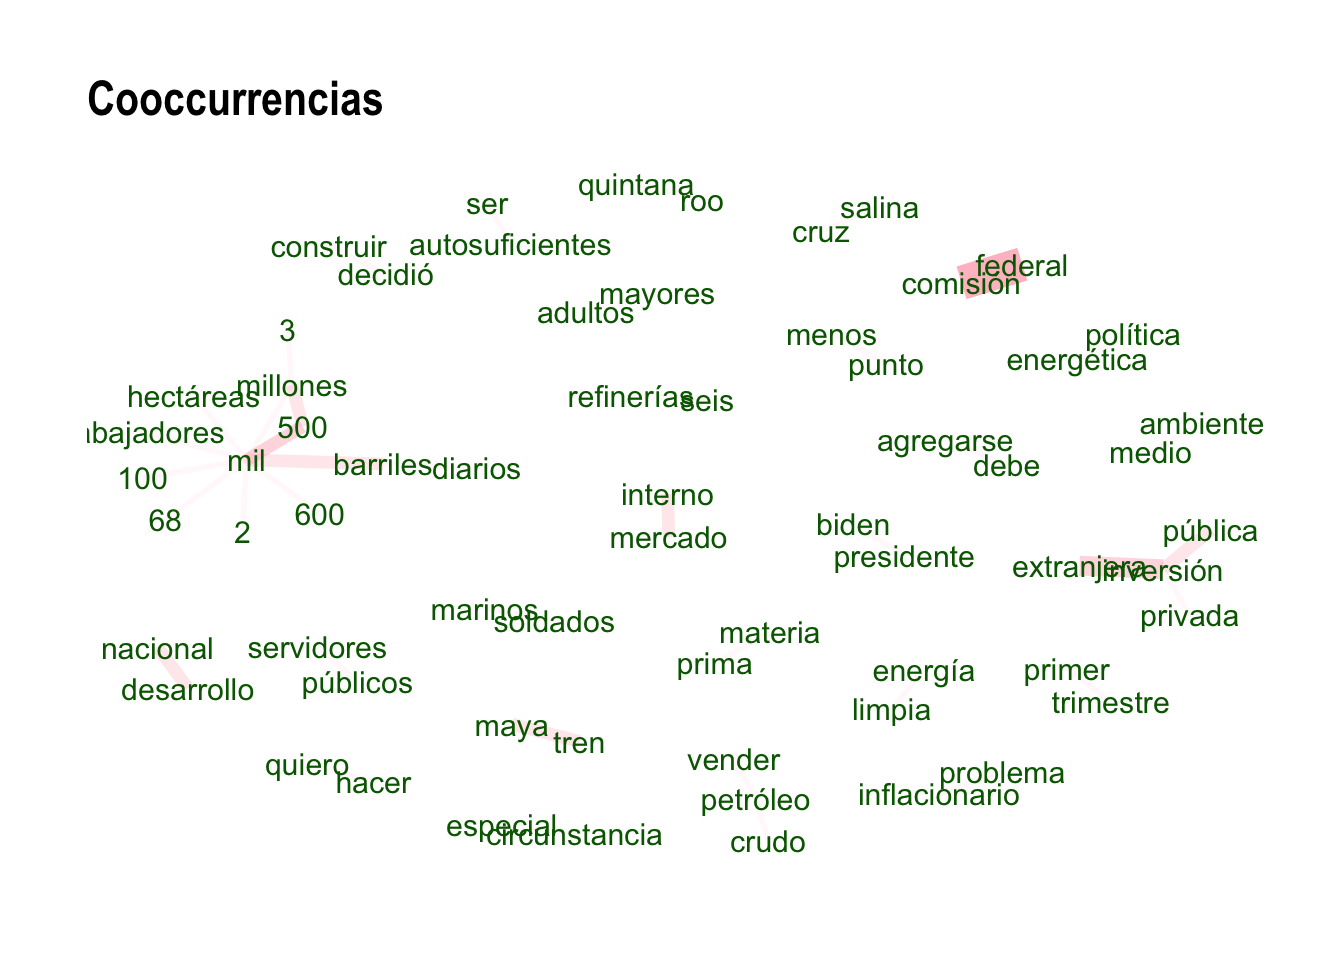 Cooccurrencias
quintana
roo
ser
salina
cruz
construir
autosuficientes
decidió
federal
comisión
mayores
adultos
3
menos
punto
política
energética
millones
hectáreas
refinerías
seis
500
abajadores
ambiente
medio
agregarse
debe
mil
barriles
diarios
100
68
2
600
interno
mercado
biden
presidente
pública
extranjera
inversión
privada
marinos
soldados
materia
prima
nacional
desarrollo
servidores
públicos
energía
limpia
primer
trimestre
maya
tren
quiero
hacer
vender
petróleo
crudo
problema
inflacionario
especial
circunstancia